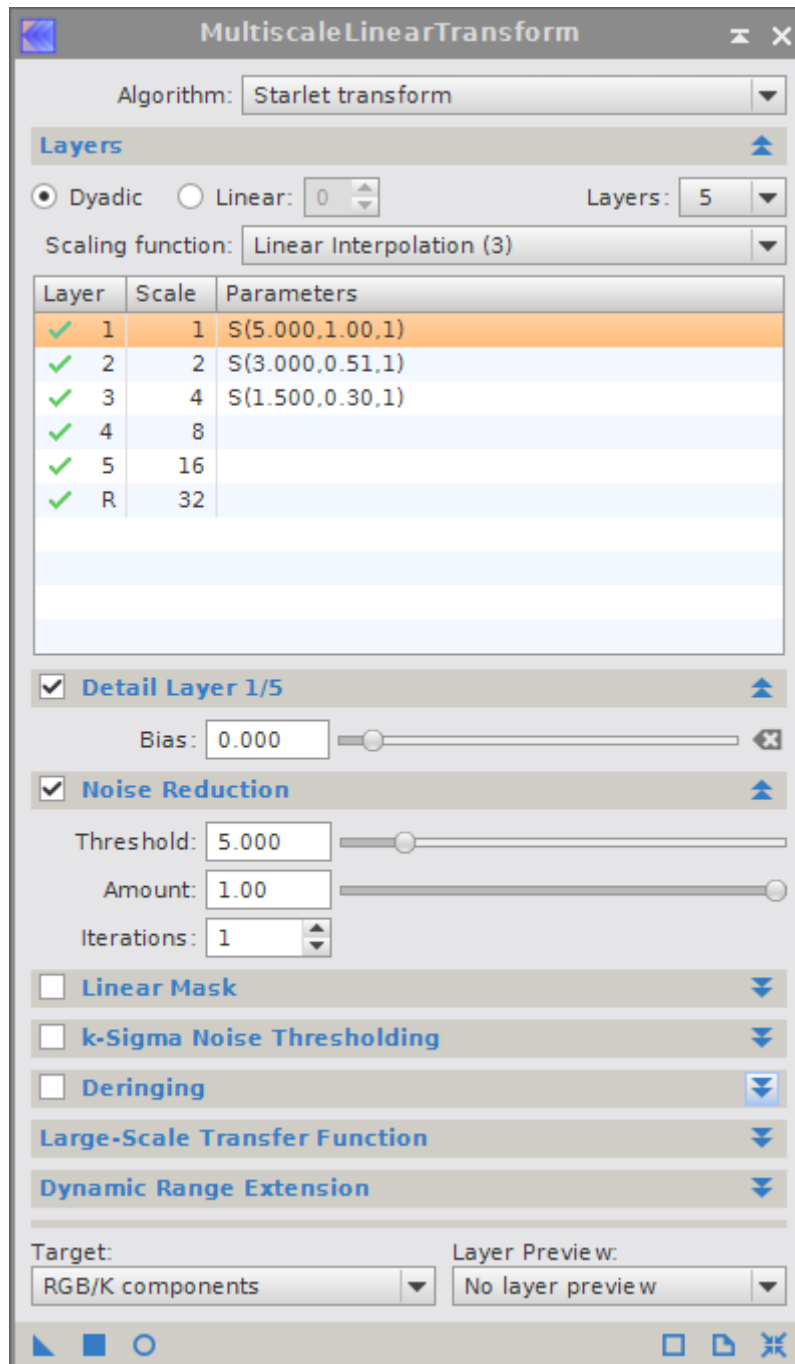 MultiscaleLinearTransform
Algorithm: Starlet transform
Layers
Dyadic Linear: 0 Layers: 5
Scaling function: Linear Interpolation (3)
Layer Scale Parameters
1 1 S(5.000,1.00,1)
2 2 S(3.000,0.51,1)
3 4 S(1.500,0.30,1)
4 8
5 16
R 32
Detail Layer 1/5
Bias: 0.000
Noise Reduction
Threshold: 5.000
Amount: 1.00
Iterations: 1
Linear Mask
k-Sigma Noise Thresholding
Deringing
Large-Scale Transfer Function
Dynamic Range Extension
Target: Layer Preview:
RGB/K components No layer preview